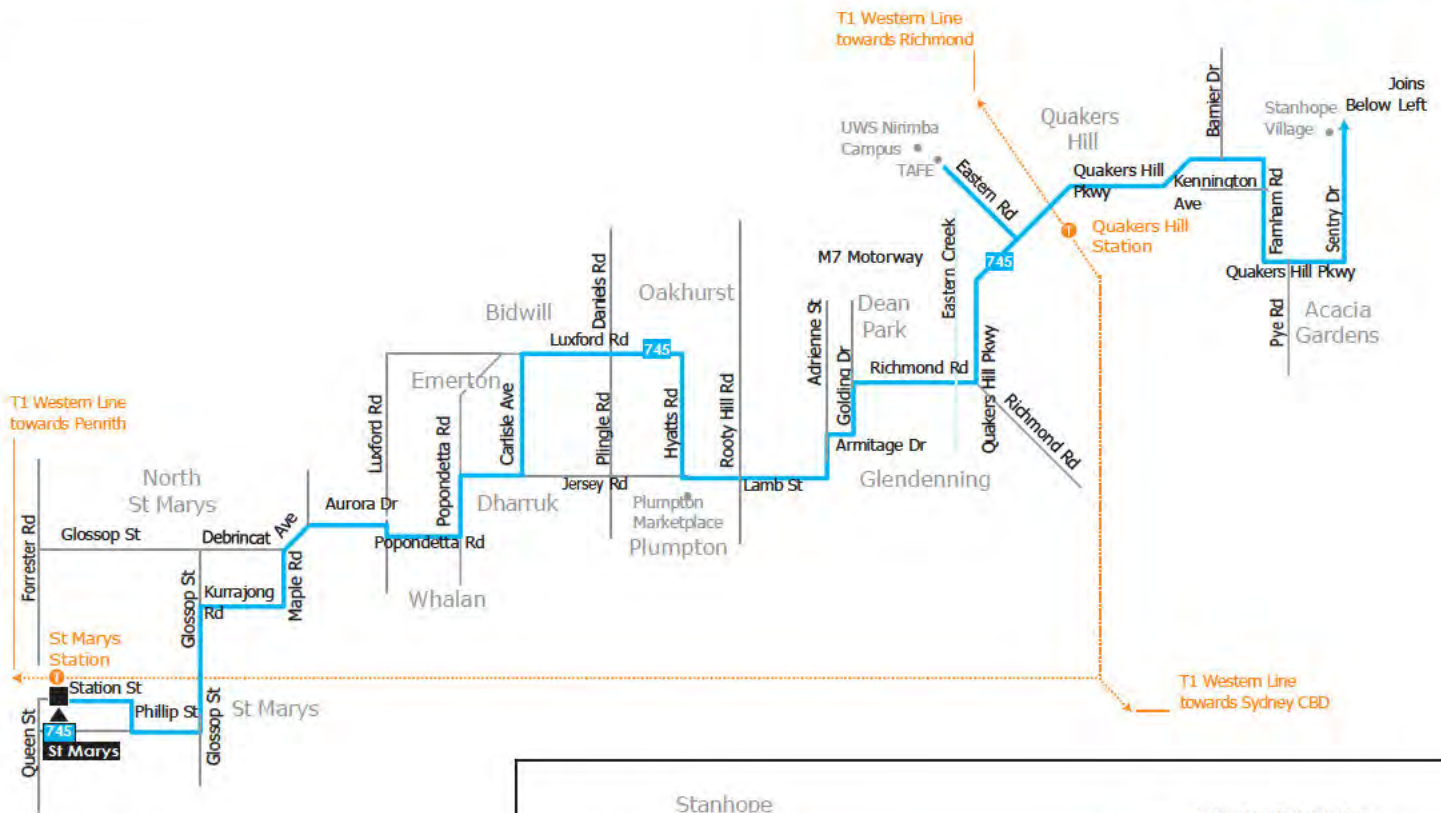 T1 Western Line
towards Richmond
Joins
Below Left
Stanhope
Village
Barnier Dr
Quakers
Hill
UWS Nirimba
Campus
TAFE
Eastern Rd
Quakers Hill
Pkwy
Kennington
Ave
Farnham Rd
Sentry Dr
Quakers Hill
Station
M7 Motorway
Eastern Creek
745
Quakers Hill Pkwy
Pye Rd
Acacia
Gardens
Oakhurst
Daniels Rd
Bidwill
Luxford Rd
745
Dean
Park
Adrienne St
Golding Dr
Richmond Rd
Quakers Hill Pkwy
Richmond Rd
Emerton
Luxford Rd
Popondetta Rd
Carlisle Ave
Plingle Rd
Hyatts Rd
Rooty Hill Rd
Armitage Dr
Glendenning
Lamb St
Jersey Rd
Dharruk
Plumpton
Marketplace
Plumpton
T1 Western Line
towards Penrith
North
St Marys
Aurora Dr
Popondetta Rd
Whalan
Forrester Rd
Glossop St
Debrincat
Ave
Maple Rd
Glossop St
Kurrajong
Rd
St Marys
Station
Station St
Phillip St
St Marys
Glossop St
Queen St
745
St Marys
T1 Western Line
towards Sydney CBD
Stanhope